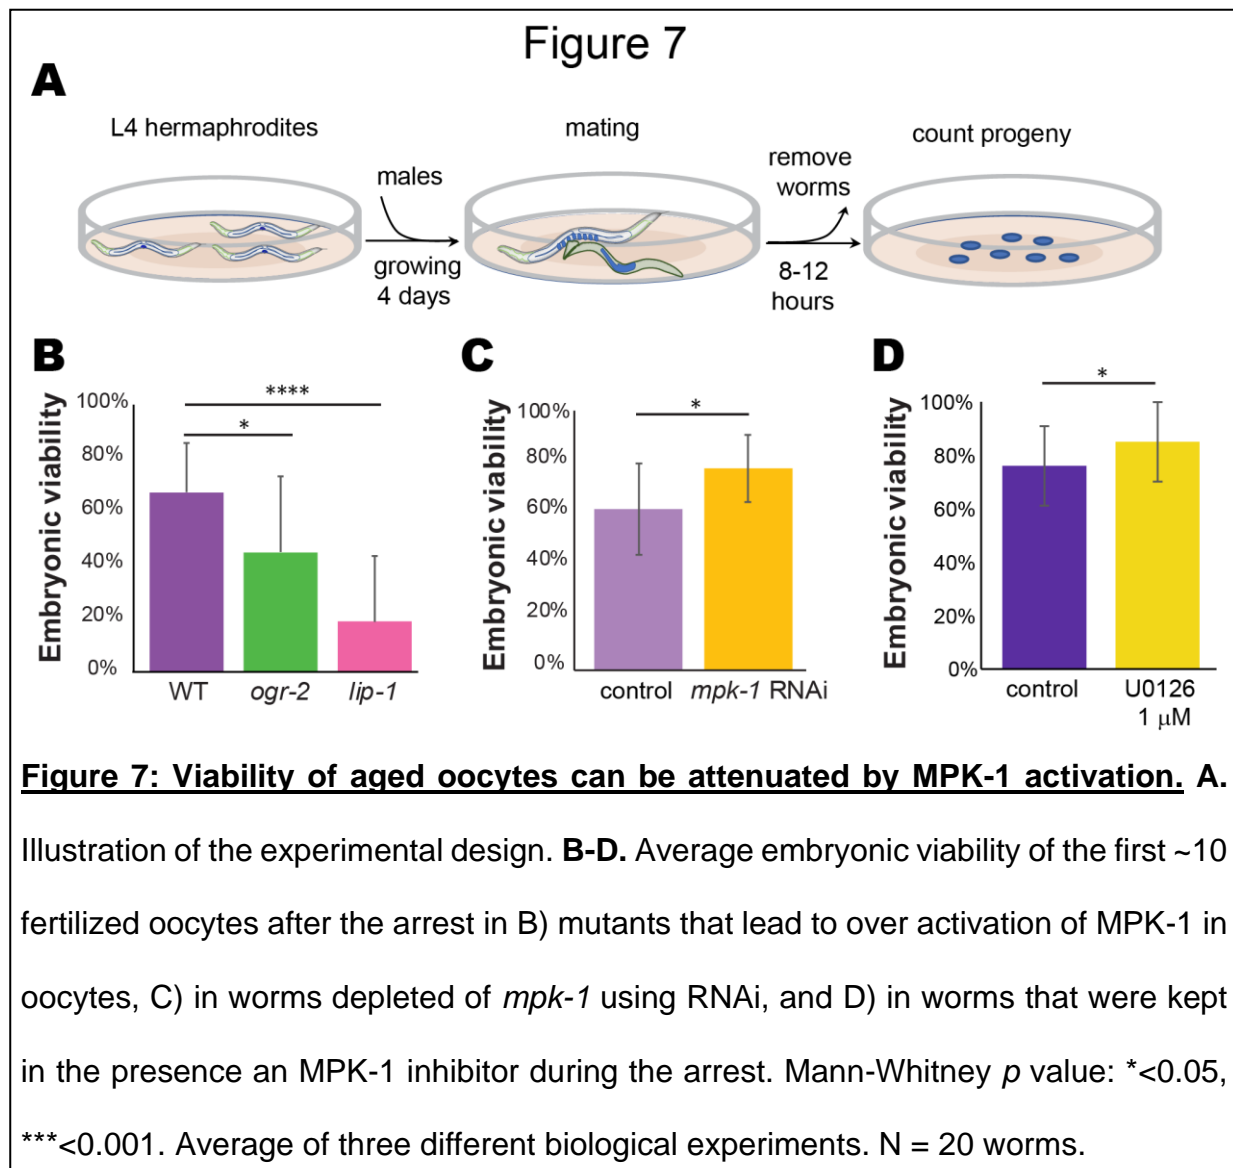 Figure 7
A
L4 hermaphrodites
males
growing
4 days
mating
remove
worms
8-12
hours
count progeny
B
Embryonic viability
100%
80%
60%
40%
20%
0%
****
*
WT
ogr-2
lip-1
C
Embryonic viability
100%
80%
60%
40%
20%
0%
*
control
mpk-1 RNAi
D
Embryonic viability
100%
80%
60%
40%
20%
0%
*
control
U0126
1 μM
Figure 7: Viability of aged oocytes can be attenuated by MPK-1 activation. A.
Illustration of the experimental design. B-D. Average embryonic viability of the first ~10
fertilized oocytes after the arrest in B) mutants that lead to over activation of MPK-1 in
oocytes, C) in worms depleted of mpk-1 using RNAi, and D) in worms that were kept
in the presence an MPK-1 inhibitor during the arrest. Mann-Whitney p value: *<0.05,
***<0.001. Average of three different biological experiments. N = 20 worms.